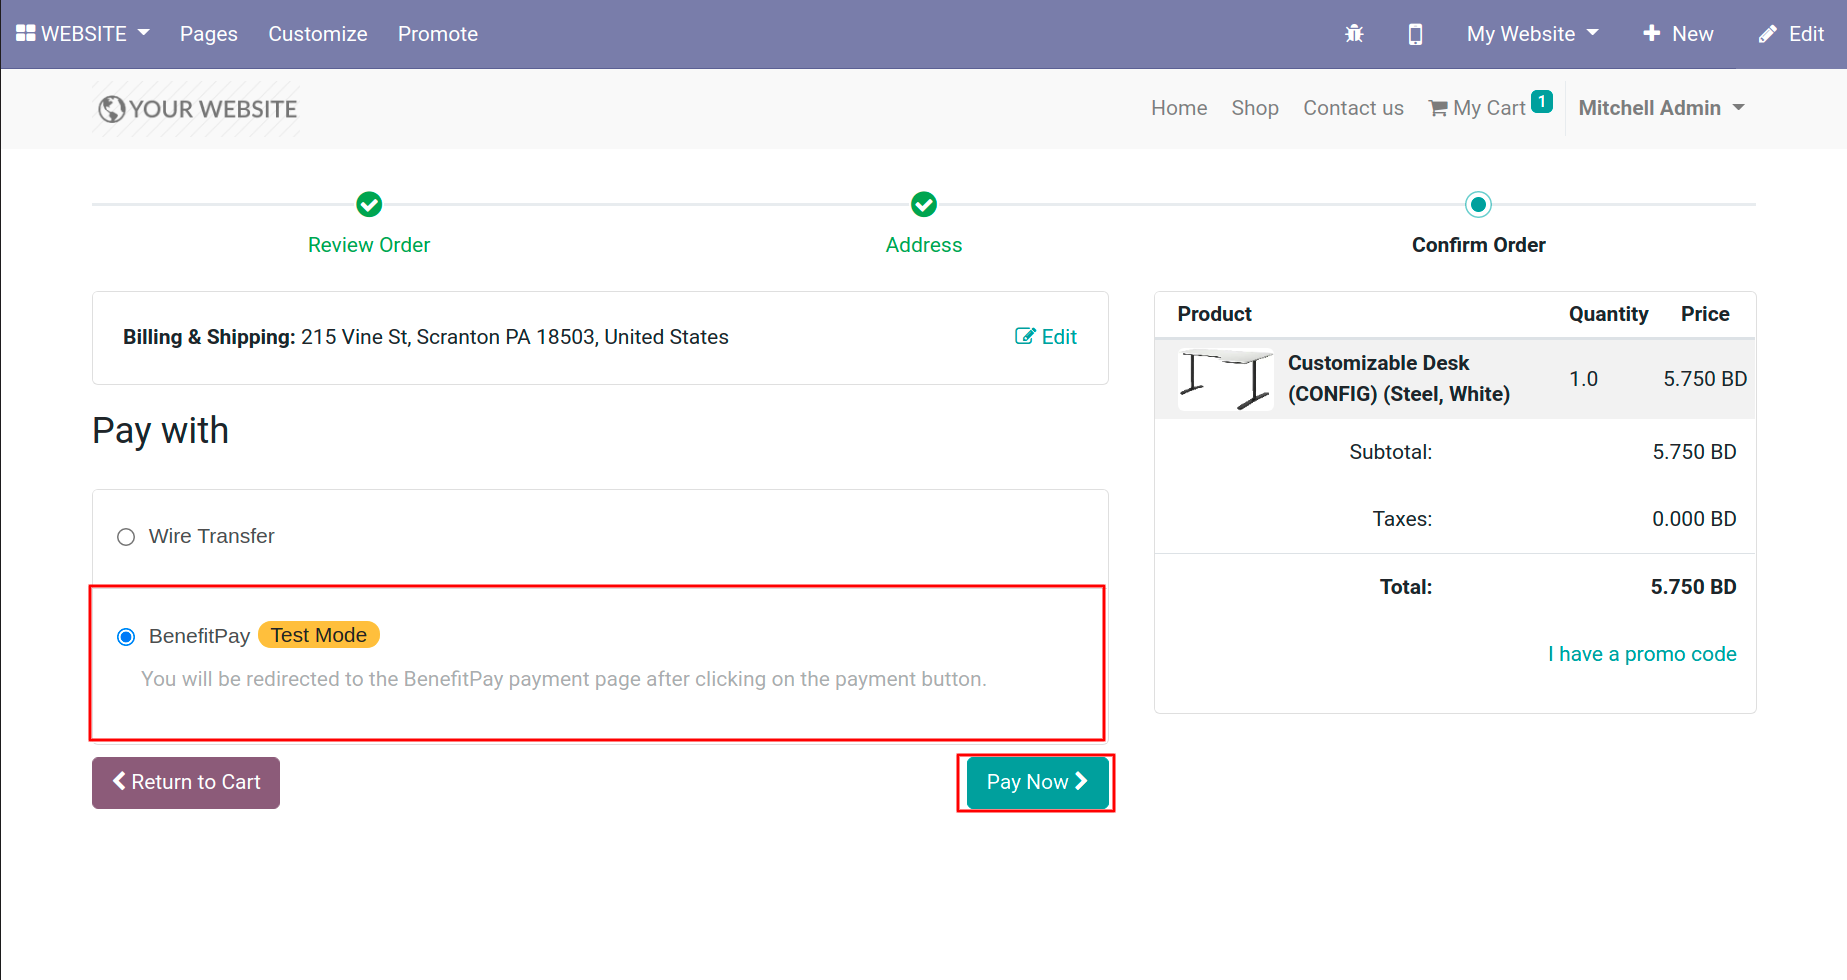 WEBSITE Pages Customize Promote My Website New Edit
YOUR WEBSITE Home Shop Contact us My Cart 1 Mitchell Admin
Review Order Address Confirm Order
Billing & Shipping: 215 Vine St, Scranton PA 18503, United States Edit
Pay with
Wire Transfer
BenefitPay Test Mode
You will be redirected to the BenefitPay payment page after clicking on the payment button.
Return to Cart Pay Now
Product Quantity Price
Customizable Desk
(CONFIG) (Steel, White) 1.0 5.750 BD
Subtotal: 5.750 BD
Taxes: 0.000 BD
Total: 5.750 BD
I have a promo code